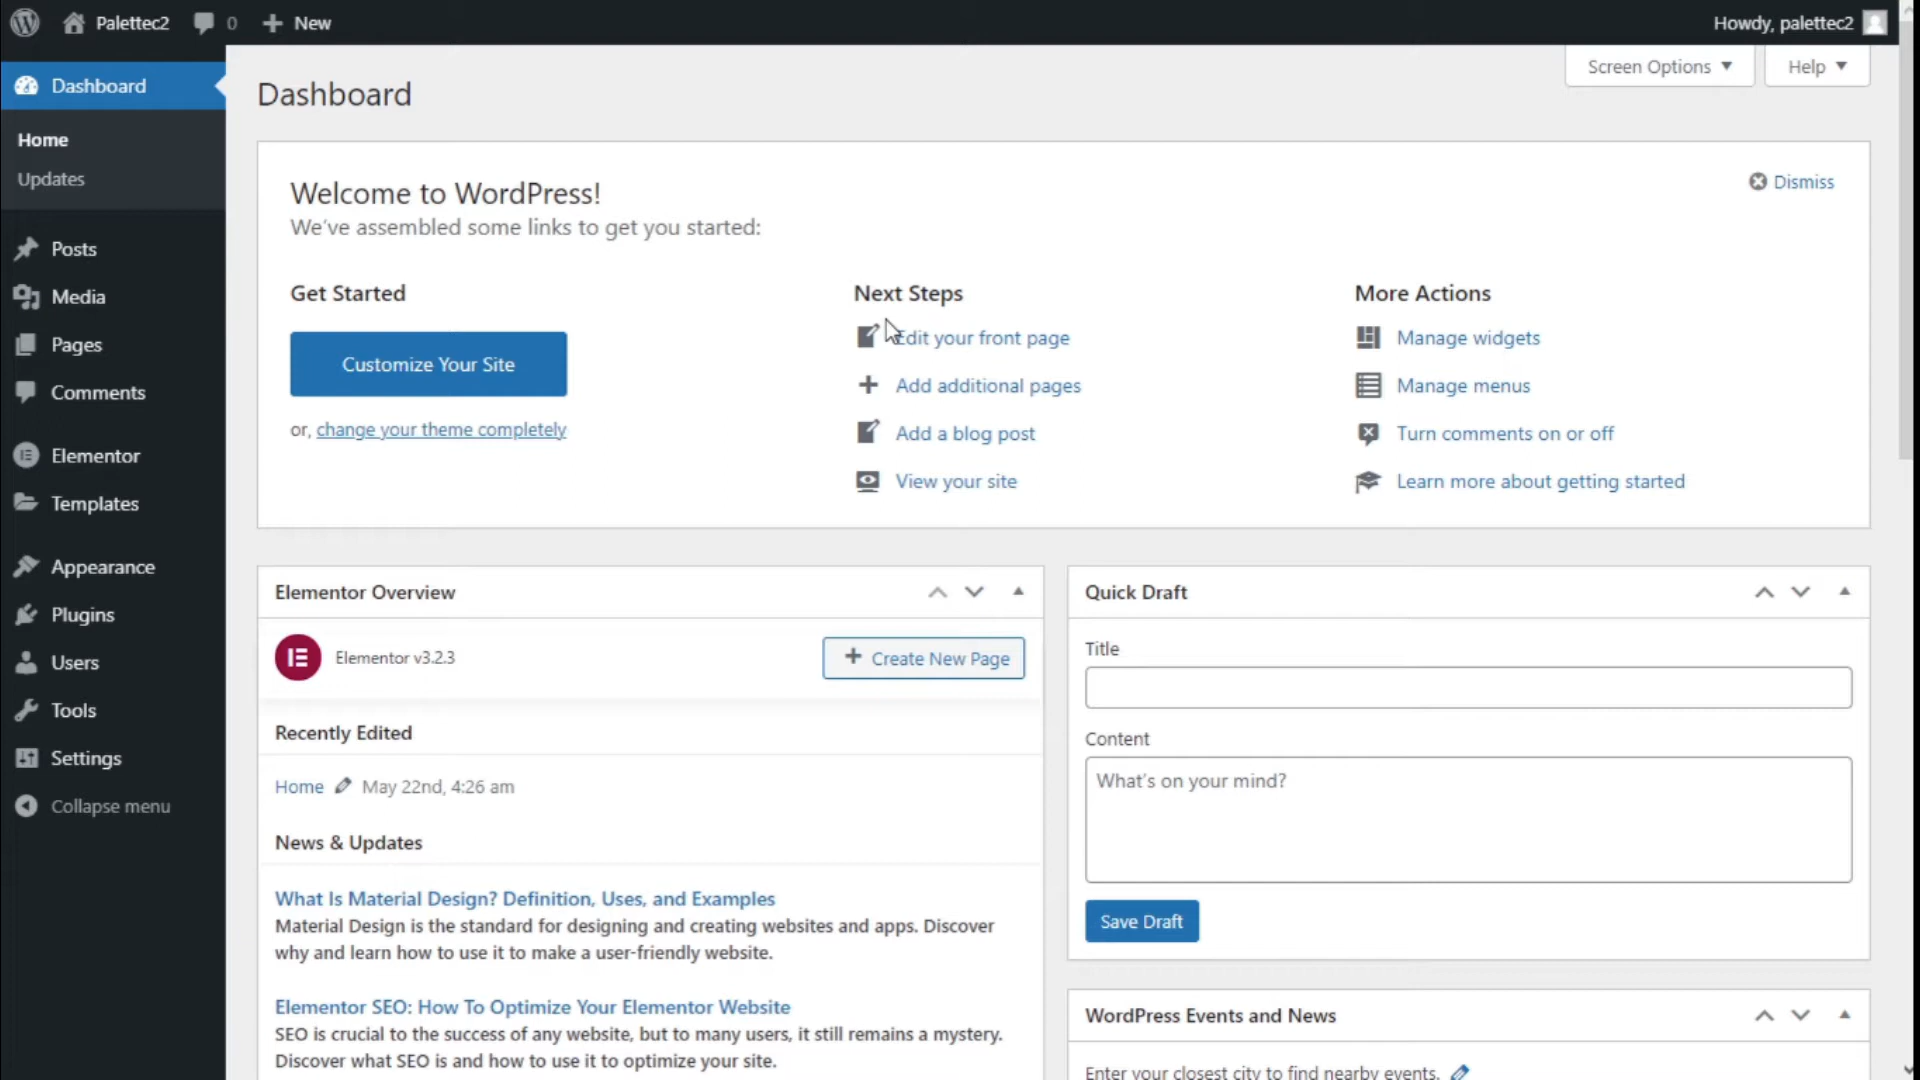 Palettec2 0 New Howdy, palettec2
Screen Options Help
Dashboard
Home
Updates
Posts
Media
Pages
Comments
Elementor
Templates
Appearance
Plugins
Users
Tools
Settings
Collapse menu
Dashboard
Welcome to WordPress!
Dismiss
We've assembled some links to get you started:
Get Started
Customize Your Site
or, change your theme completely
Next Steps
Edit your front page
Add additional pages
Add a blog post
View your site
More Actions
Manage widgets
Manage menus
Turn comments on or off
Learn more about getting started
Elementor Overview
Elementor v3.2.3
Create New Page
Recently Edited
Home May 22nd, 4:26 am
News & Updates
What Is Material Design? Definition, Uses, and Examples
Material Design is the standard for designing and creating websites and apps. Discover
why and learn how to use it to make a user-friendly website.
Elementor SEO: How To Optimize Your Elementor Website
SEO is crucial to the success of any website, but to many users, it still remains a mystery.
Discover what SEO is and how to use it to optimize your site.
Quick Draft
Title
Content
What's on your mind?
Save Draft
WordPress Events and News
Enter your closest city to find nearby events.